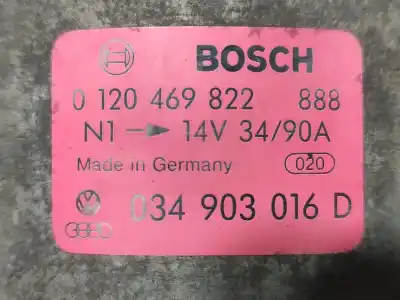 BOSCH
0 120 469 822 888
N1 → 14V 34/90A
Made in Germany 020
034 903 016 D